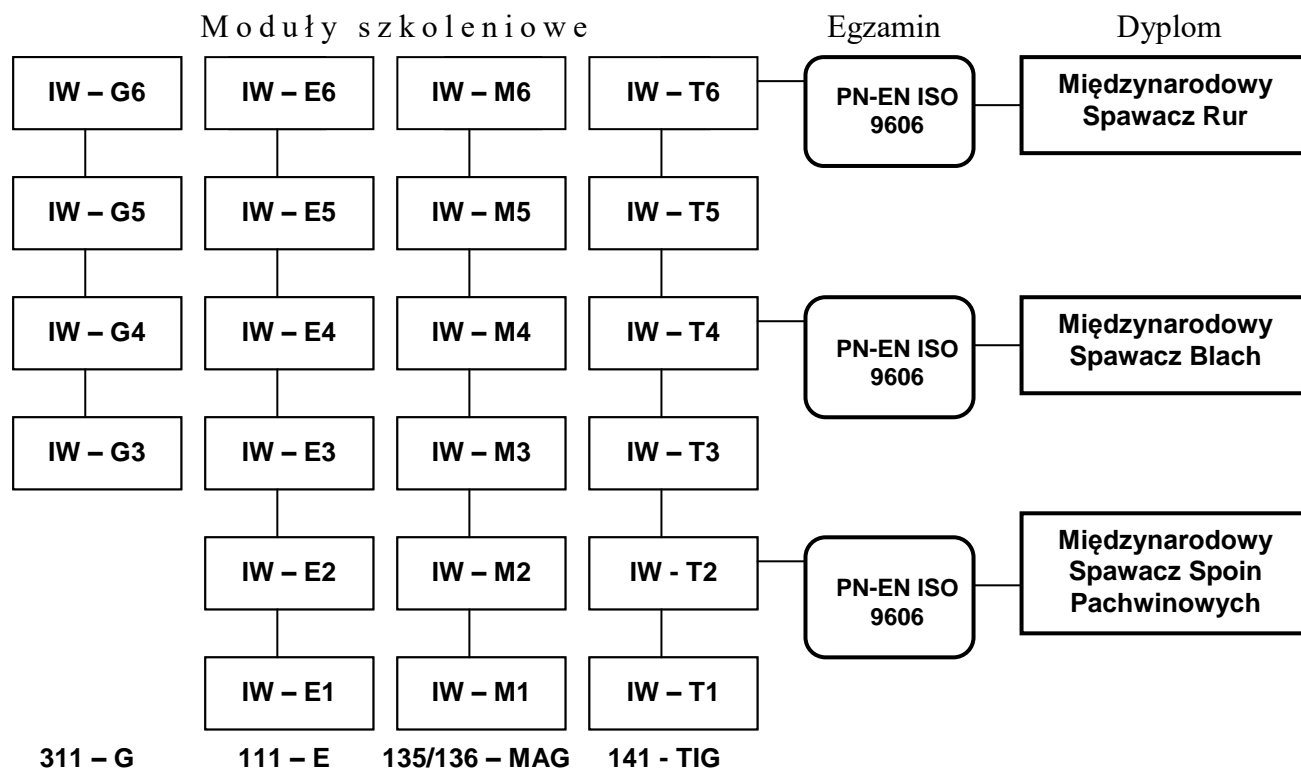 Moduły szkoleniowe Egzamin Dyplom
IW – G6 IW – E6 IW – M6 IW – T6
PN-EN ISO
9606
Międzynarodowy
Spawacz Rur
IW – G5 IW – E5 IW – M5 IW – T5
IW – G4 IW – E4 IW – M4 IW – T4
PN-EN ISO
9606
Międzynarodowy
Spawacz Blach
IW – G3 IW – E3 IW – M3 IW – T3
IW – E2 IW – M2 IW - T2
PN-EN ISO
9606
Międzynarodowy
Spawacz Spoin
Pachwinowych
IW – E1 IW – M1 IW – T1
311 – G 111 – E 135/136 – MAG 141 - TIG